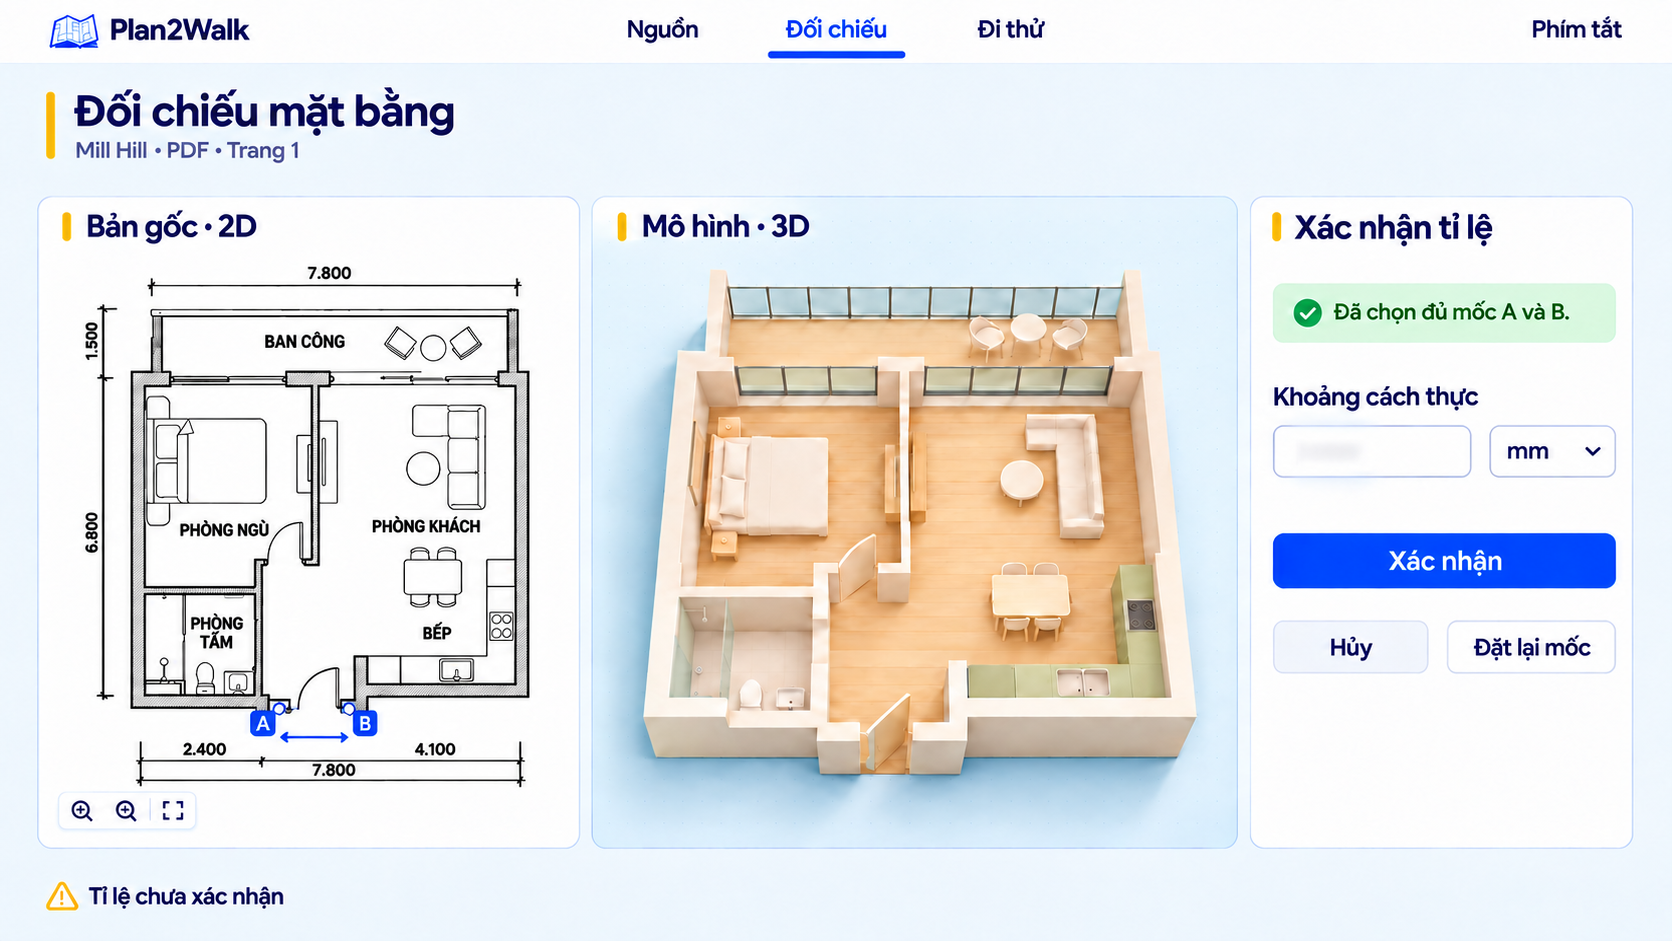 Plan2Walk
Nguồn
Đối chiếu
Đi thử
Phím tắt
Đối chiếu mặt bằng
Mill Hill • PDF • Trang 1
Bản gốc • 2D
7.800
1.500
BAN CÔNG
6.800
PHÒNG NGÙ
PHÒNG KHÁCH
PHÒNG
TẮM
BẾP
A
B
2.400
4.100
7.800
Mô hình • 3D
Xác nhận tỉ lệ
Đã chọn đủ mốc A và B.
Khoảng cách thực
mm
Xác nhận
Hủy
Đặt lại mốc
Tỉ lệ chưa xác nhận